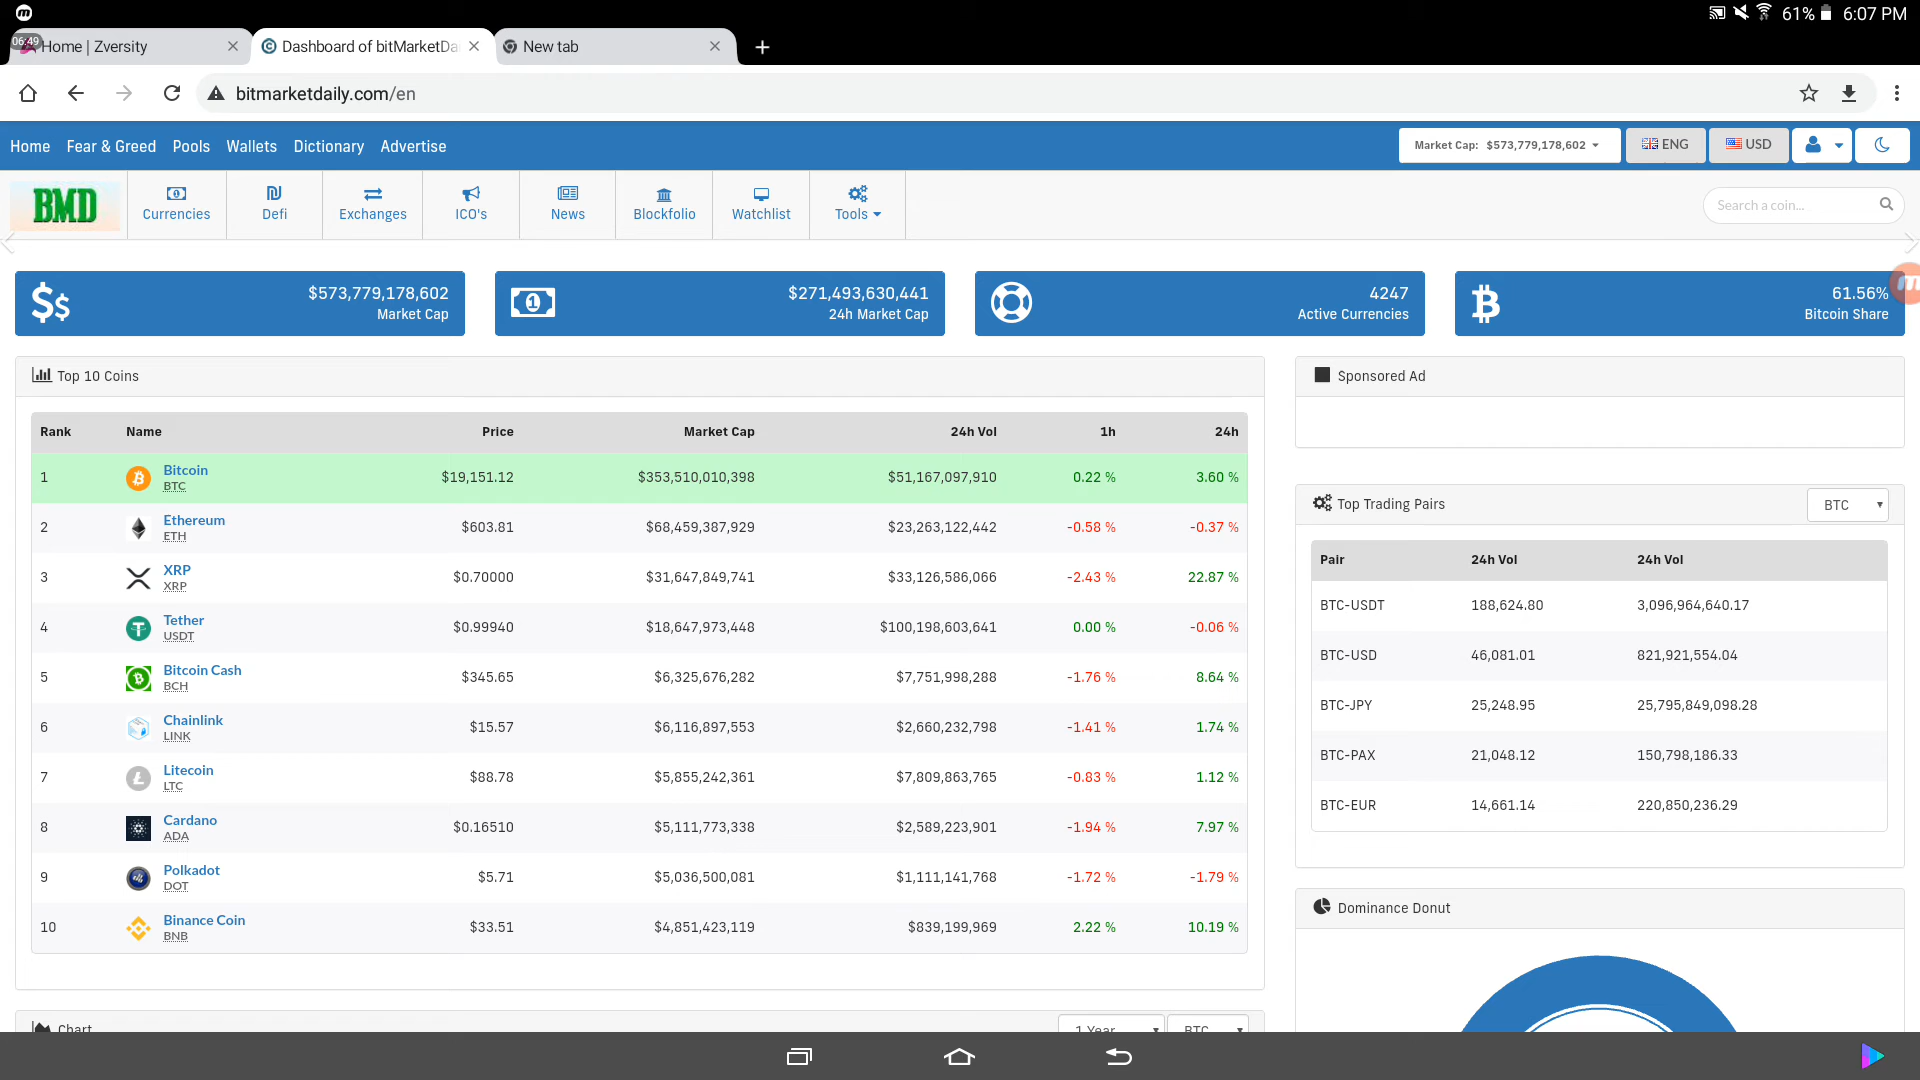 61% 6:07 PM
06:49
Home | Zversity
Dashboard of bitMarketDa
New tab
bitmarketdaily.com/en
Home Fear & Greed Pools Wallets Dictionary Advertise
Market Cap: $573,779,178,602
ENG
USD
BMD
Currencies
Defi
Exchanges
ICO's
News
Blockfolio
Watchlist
Tools
Search a coin...
$573,779,178,602
Market Cap
$271,493,630,441
24h Market Cap
4247
Active Currencies
61.56%
Bitcoin Share
Top 10 Coins
Rank Name Price Market Cap 24h Vol 1h 24h
1 Bitcoin BTC $19,151.12 $353,510,010,398 $51,167,097,910 0.22 % 3.60 %
2 Ethereum ETH $603.81 $68,459,387,929 $23,263,122,442 -0.58 % -0.37 %
3 XRP XRP $0.70000 $31,647,849,741 $33,126,586,066 -2.43 % 22.87 %
4 Tether USDT $0.99940 $18,647,973,448 $100,198,603,641 0.00 % -0.06 %
5 Bitcoin Cash BCH $345.65 $6,325,676,282 $7,751,998,288 -1.76 % 8.64 %
6 Chainlink LINK $15.57 $6,116,897,553 $2,660,232,798 -1.41 % 1.74 %
7 Litecoin LTC $88.78 $5,855,242,361 $7,809,863,765 -0.83 % 1.12 %
8 Cardano ADA $0.16510 $5,111,773,338 $2,589,223,901 -1.94 % 7.97 %
9 Polkadot DOT $5.71 $5,036,500,081 $1,111,141,768 -1.72 % -1.79 %
10 Binance Coin BNB $33.51 $4,851,423,119 $839,199,969 2.22 % 10.19 %
Sponsored Ad
Top Trading Pairs
BTC
Pair 24h Vol 24h Vol
BTC-USDT 188,624.80 3,096,964,640.17
BTC-USD 46,081.01 821,921,554.04
BTC-JPY 25,248.95 25,795,849,098.28
BTC-PAX 21,048.12 150,798,186.33
BTC-EUR 14,661.14 220,850,236.29
Dominance Donut
Chart
1 Year
BTC